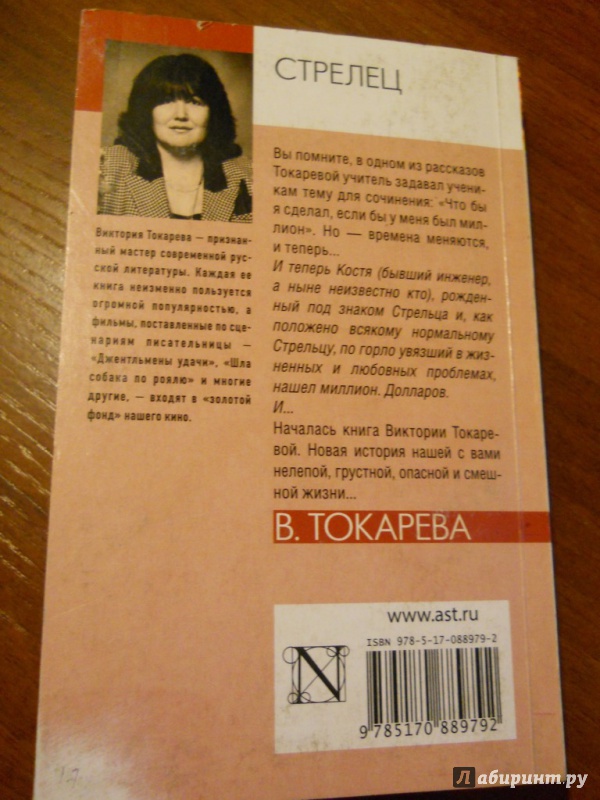 СТРЕЛЕЦ
Вы помните, в одном из рассказов
Токаревой учитель задавал учени-
кам тему для сочинения: «Что бы
я сделал, если бы у меня был мил-
лион». Но — времена меняются,
и теперь...
И теперь Костя (бывший инженер,
а ныне неизвестно кто), рожден-
ный под знаком Стрельца и, как
положено всякому нормальному
Стрельцу, по горло увязший в жиз-
ненных и любовных проблемах,
нашел миллион. Долларов.
И...
Началась книга Виктории Токаре-
вой. Новая история нашей с вами
нелепой, грустной, опасной и смеш-
ной жизни...
Виктория Токарева — признан-
ный мастер современной рус-
ской литературы. Каждая ее
книга неизменно пользуется
огромной популярностью, а
фильмы, поставленные по сце-
нариям писательницы —
«Джентльмены удачи», «Шла
собака по роялю» и многие
другие, — входят в «золотой
фонд» нашего кино.
В. ТОКАРЕВА
www.ast.ru
ISBN 978-5-17-088979-2
N
9 785170 889792
Лабиринт.ру